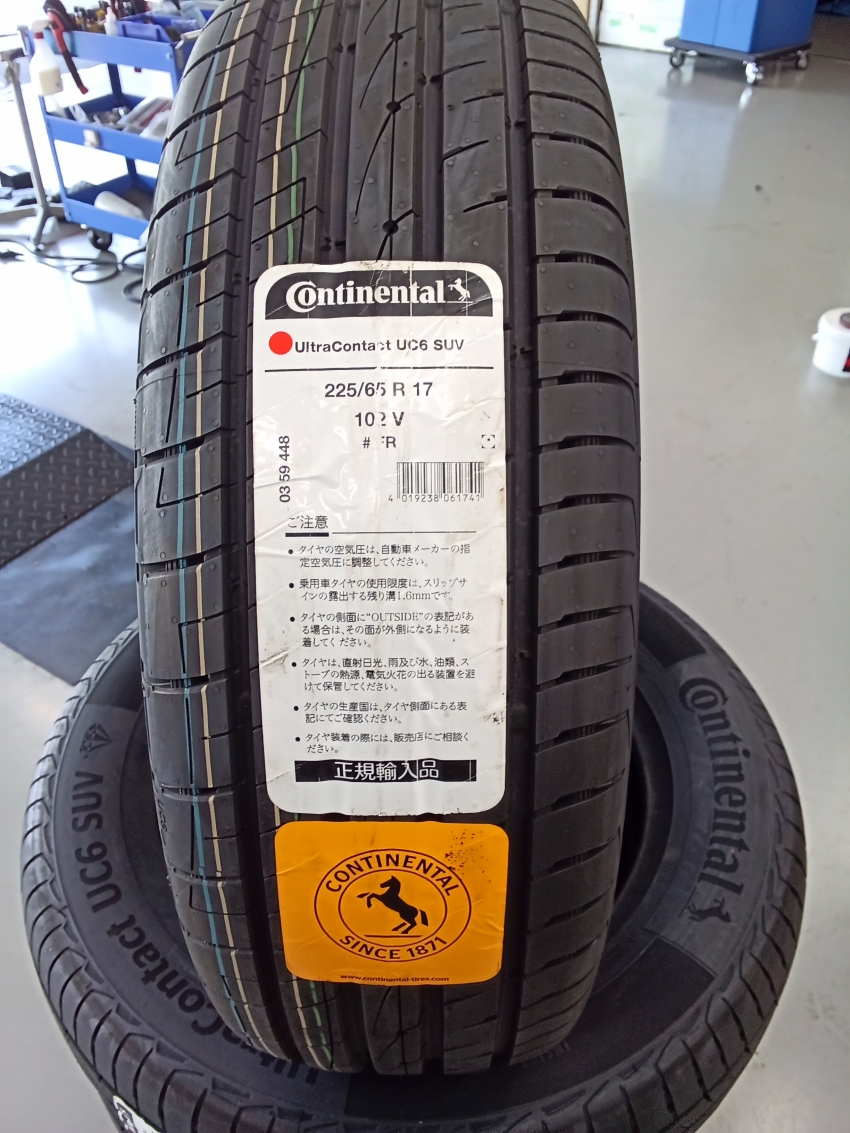 Continental
UltraContact UC6 SUV
225/65 R 17
102 V
# FR
03 59 448
4 019238 061741
ご注意
• タイヤの空気圧は、自動車メーカーの指
定空気圧に調整してください。
• 乗用車タイヤの使用限度は、スリップサ
インの露出する残り溝1.6mmです。
• タイヤの側面に“OUTSIDE”の表記があ
る場合は、その面が外側になるように装
着してください。
• タイヤは、直射日光、雨及び水、油類、ス
トーブの熱源、電気火花の出る装置を避
けて保管してください。
• タイヤの生産国は、タイヤ側面にある表
記にてご確認ください。
• タイヤ装着の際には、販売店にご相談く
ださい。
正規輸入品
CONTINENTAL
SINCE 1871
www.continental-tires.com
Continental
UltraContact UC6 SUV